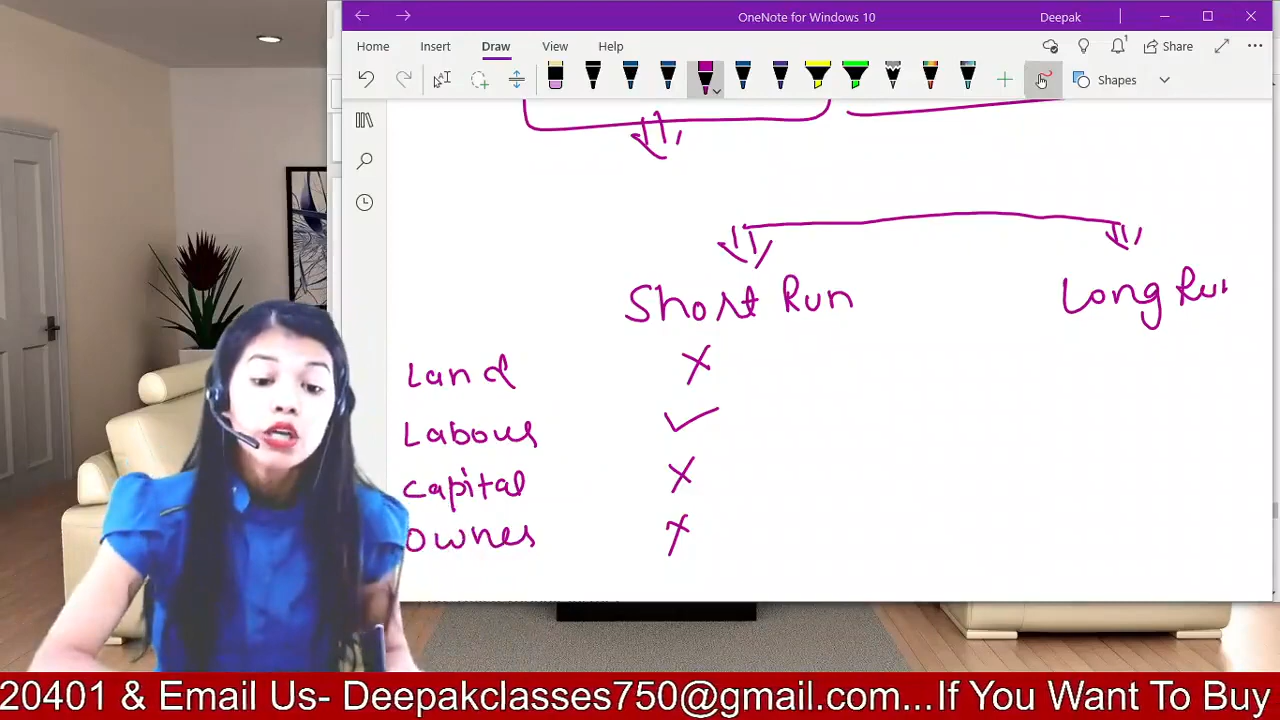 OneNote for Windows 10
Deepak
Home Insert Draw View Help
Share
Shapes
Short Run
Long Run
Land
Labour
Capital
Owner
20401 & Email Us- Deepakclasses750@gmail.com...If You Want To Buy